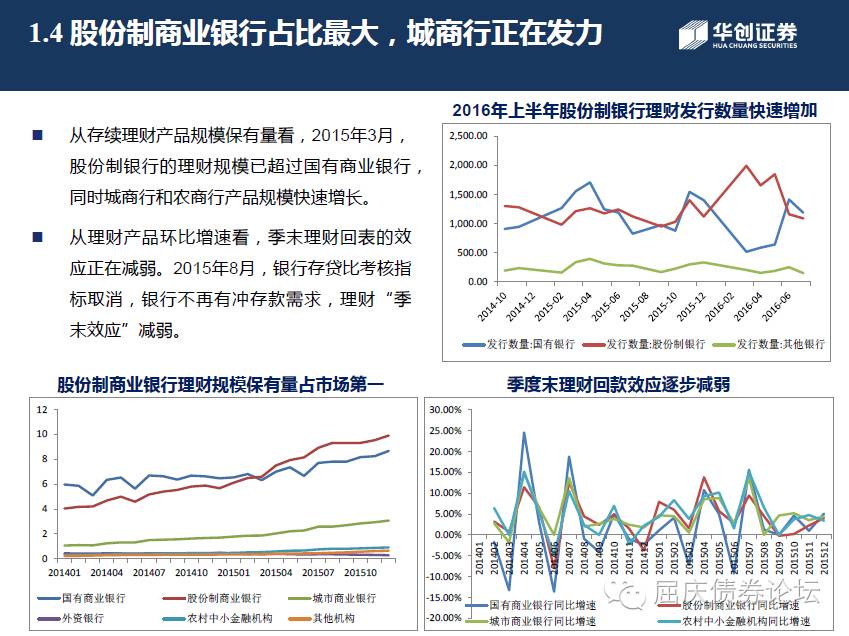 1.4 股份制商业银行占比最大，城商行正在发力
华创证券
HUA CHUANG SECURITIES
■ 从存续理财产品规模保有量看，2015年3月，
股份制银行的理财规模已超过国有商业银行，
同时城商行和农商行产品规模快速增长。
■ 从理财产品环比增速看，季末理财回表的效
应正在减弱。2015年8月，银行存贷比考核指
标取消，银行不再有冲存款需求，理财“季
末效应”减弱。
2016年上半年股份制银行理财发行数量快速增加
2,500.00
2,000.00
1,500.00
1,000.00
500.00
0.00
2014-10 2014-12 2015-02 2015-04 2015-06 2015-08 2015-10 2015-12 2016-02 2016-04 2016-06
发行数量:国有银行 发行数量:股份制银行 发行数量:其他银行
股份制商业银行理财规模保有量占市场第一
12
10
8
6
4
2
0
201401 201404 201407 201410 201501 201504 201507 201510
国有商业银行 股份制商业银行 城市商业银行
外资银行 农村中小金融机构 其他机构
季度末理财回款效应逐步减弱
30.00%
25.00%
20.00%
15.00%
10.00%
5.00%
0.00%
-5.00%
-10.00%
-15.00%
-20.00%
201401 201402 201403 201404 201405 201406 201407 201408 201409 201410 201411 201412 201501 201502 201503 201504 201505 201506 201507 201508 201509 201510 201511 201512
国有商业银行同比增速 股份制商业银行同比增速
城市商业银行同比增速 农村中小金融机构同比增速
屈庆债券论坛